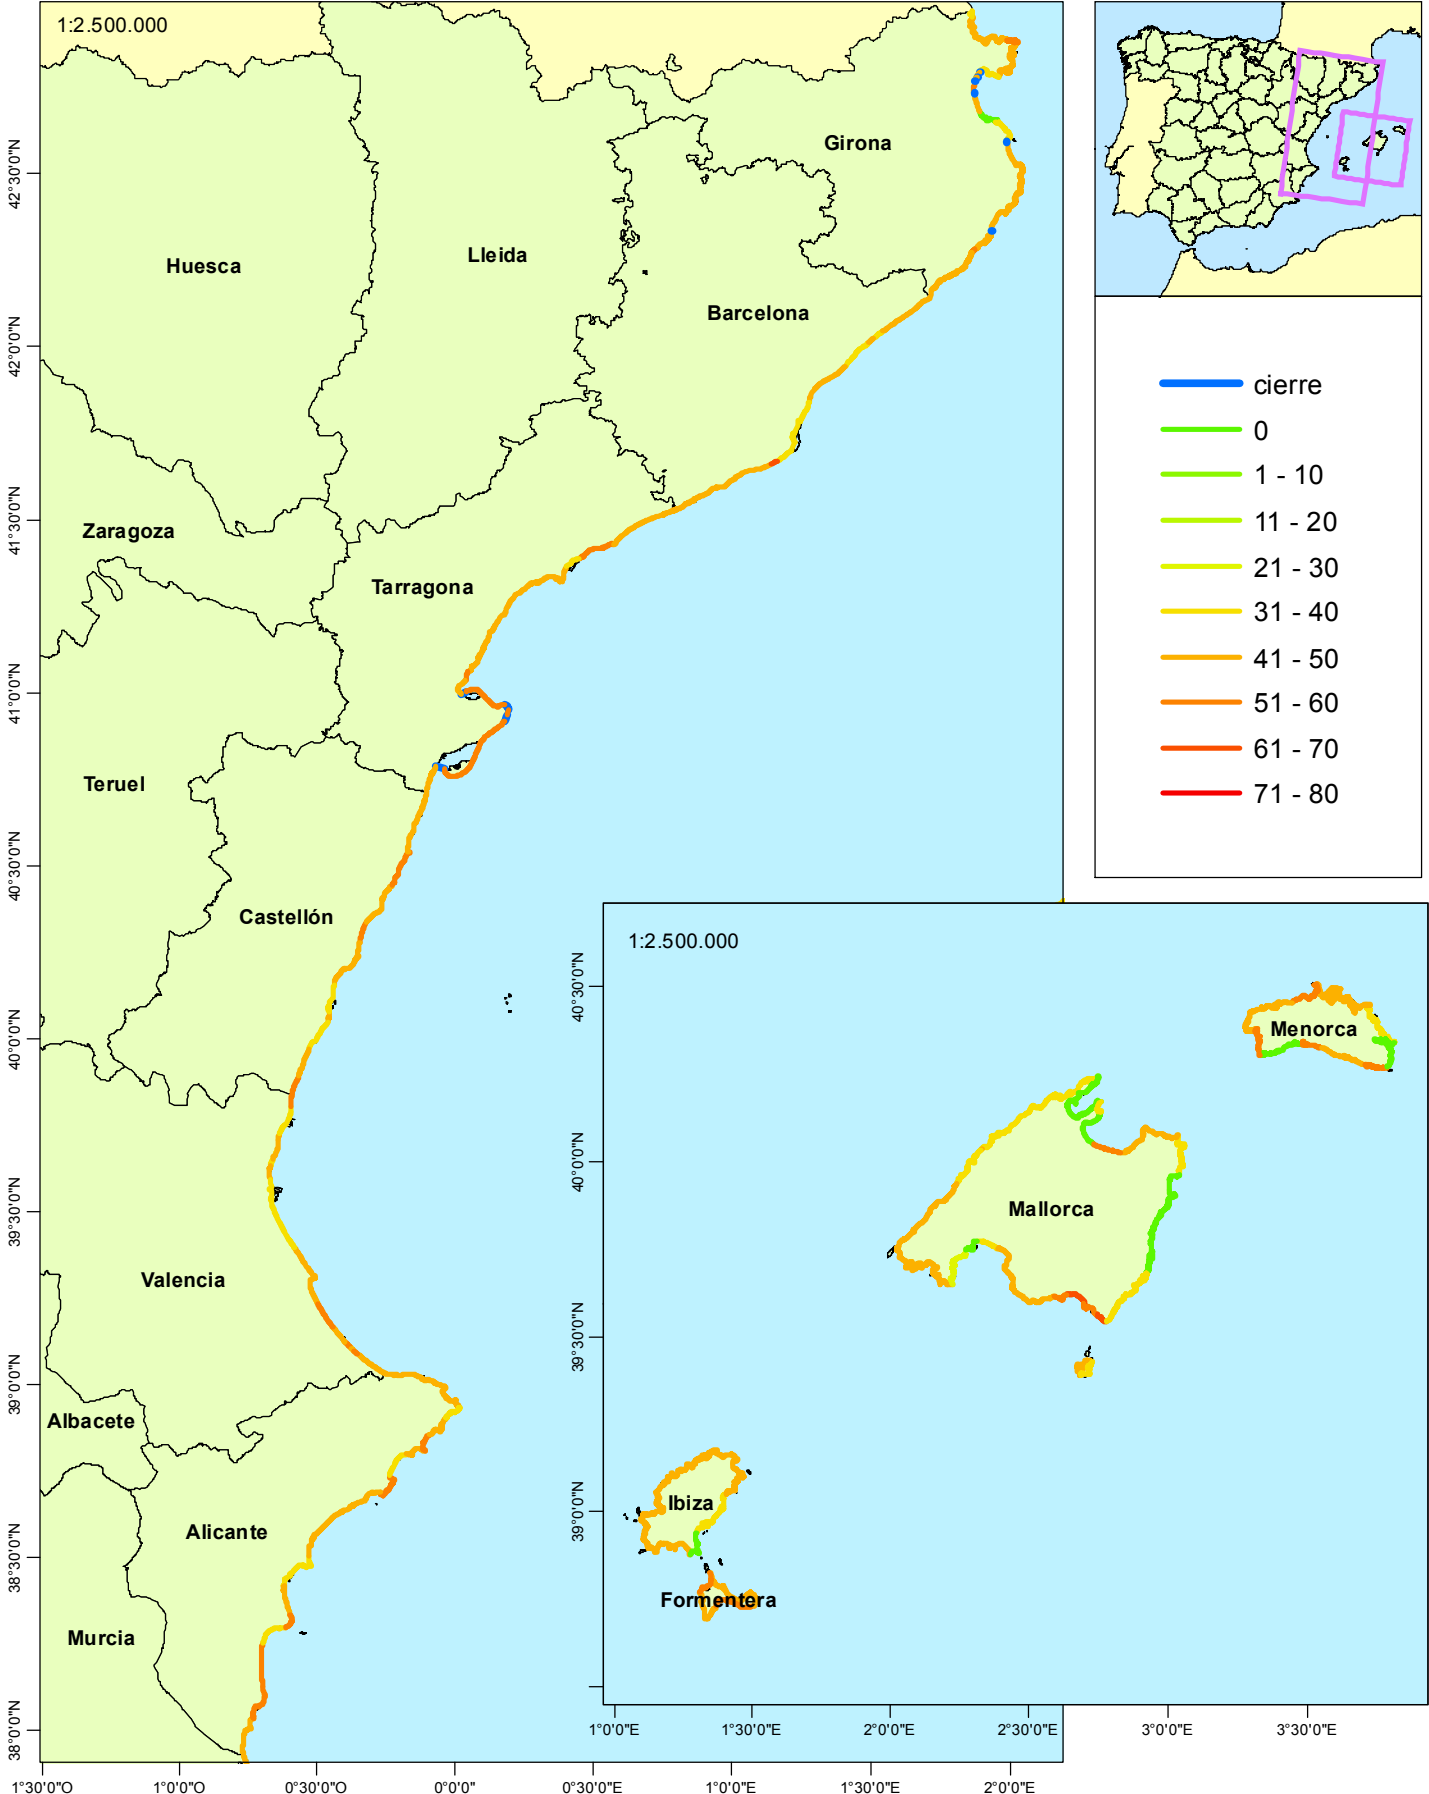 1:2.500.000
Girona
Lleida
Huesca
Barcelona
Zaragoza
Tarragona
Teruel
Castellón
Valencia
Albacete
Alicante
Murcia
42°30'0"N
42°0'0"N
41°30'0"N
41°0'0"N
40°30'0"N
40°0'0"N
39°30'0"N
39°0'0"N
38°30'0"N
38°0'0"N
1°30'0"O
1°0'0"O
0°30'0"O
0°0'0"
0°30'0"E
1°0'0"E
1°30'0"E
2°0'0"E
cierre
0
1 - 10
11 - 20
21 - 30
31 - 40
41 - 50
51 - 60
61 - 70
71 - 80
1:2.500.000
Menorca
Mallorca
Ibiza
Formentera
40°30'0"N
40°0'0"N
39°30'0"N
39°0'0"N
1°0'0"E
1°30'0"E
2°0'0"E
2°30'0"E
3°0'0"E
3°30'0"E